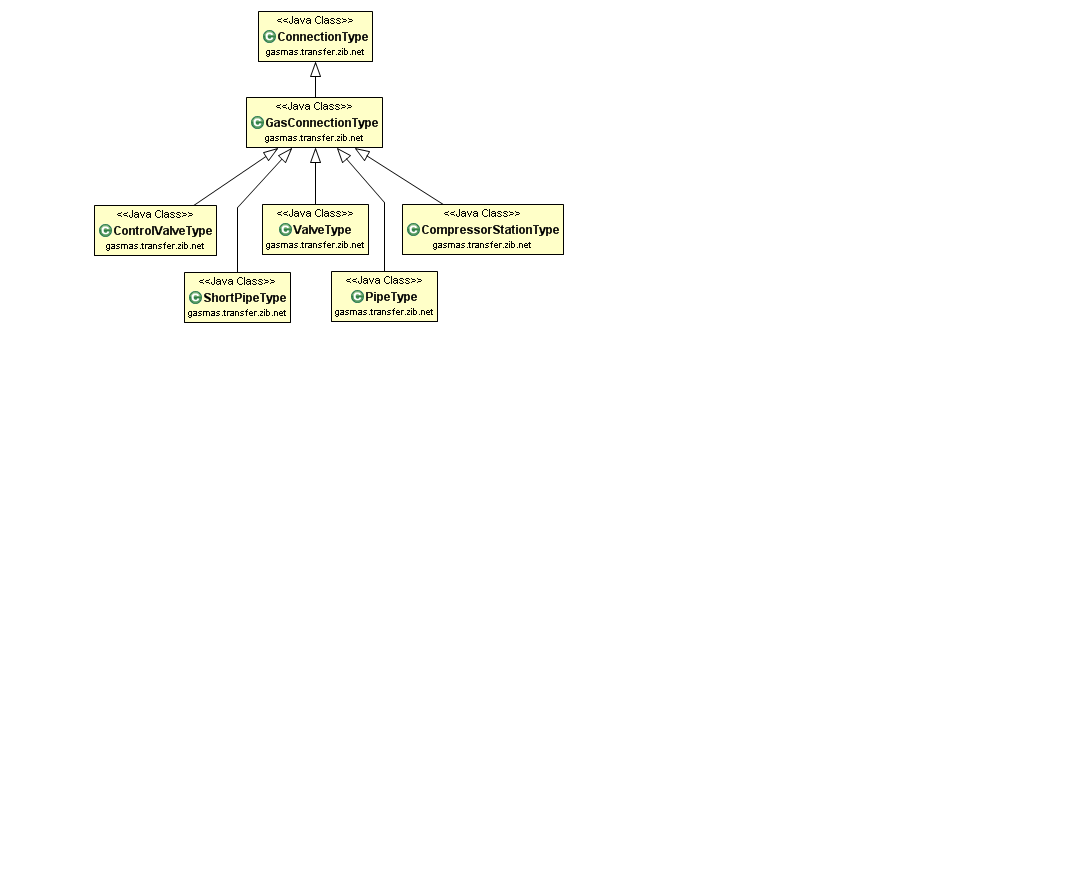 <<Java Class>>
ConnectionType
gasmas.transfer.zib.net
<<Java Class>>
GasConnectionType
gasmas.transfer.zib.net
<<Java Class>>
ControlValveType
gasmas.transfer.zib.net
<<Java Class>>
ValveType
gasmas.transfer.zib.net
<<Java Class>>
CompressorStationType
gasmas.transfer.zib.net
<<Java Class>>
ShortPipeType
gasmas.transfer.zib.net
<<Java Class>>
PipeType
gasmas.transfer.zib.net